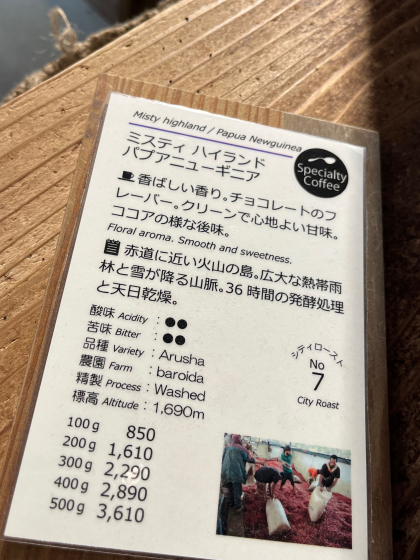 Misty highland / Papua Newguinea
ミスティ ハイランド
パプアニューギニア
Specialty
Coffee
香ばしい香り。チョコレートのフ
レーバー。クリーンで心地よい甘味。
ココアの様な後味。
Floral aroma. Smooth and sweetness.
赤道に近い火山の島。広大な熱帯雨
林と雪が降る山脈。36 時間の発酵処理
と天日乾燥。
酸味 Acidity : ●●
苦味 Bitter : ●●
品種 Variety : Arusha
農園 Farm : baroida
精製 Process : Washed
標高 Altitude : 1,690m
シティロースト
No
7
City Roast
100g 850
200g 1,610
300g 2,290
400g 2,890
500g 3,610